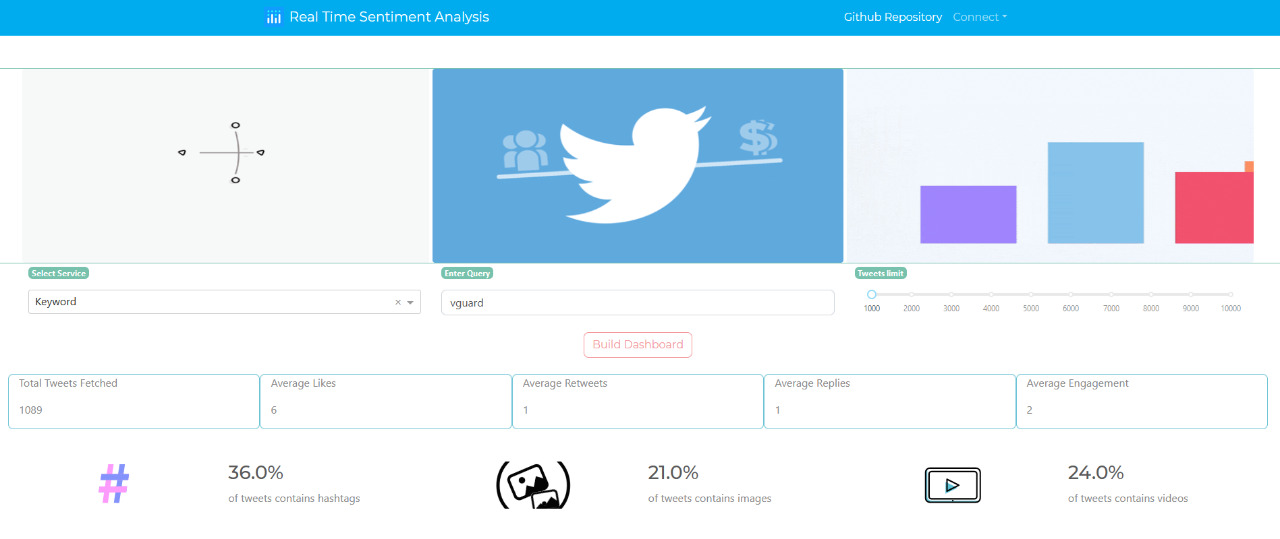 Real Time Sentiment Analysis
Github Repository Connect
Select Service
Enter Query
Tweets limit
Keyword
vguard
1000 2000 3000 4000 5000 6000 7000 8000 9000 10000
Build Dashboard
Total Tweets Fetched
1089
Average Likes
6
Average Retweets
1
Average Replies
1
Average Engagement
2
36.0%
of tweets contains hashtags
21.0%
of tweets contains images
24.0%
of tweets contains videos